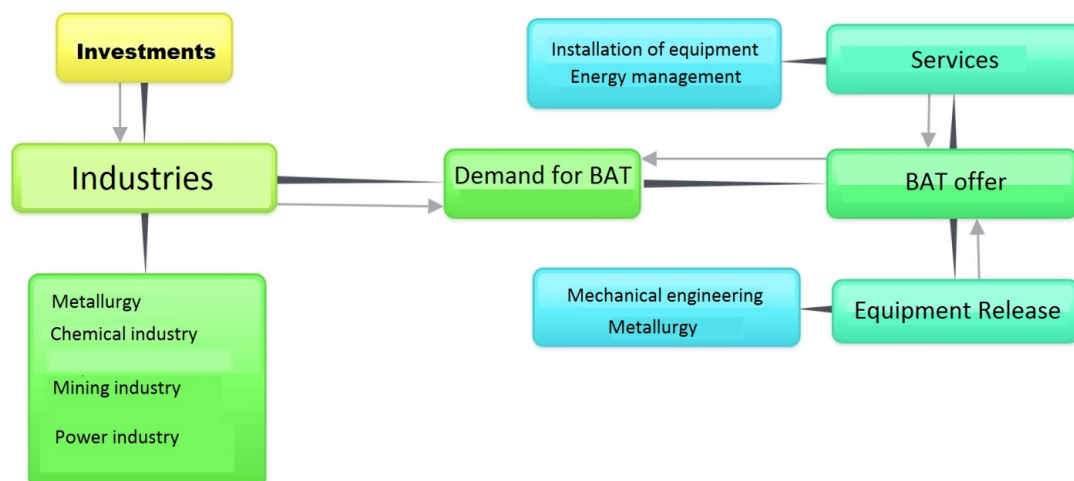 Investments
Installation of equipment
Energy management
Services
Industries
Demand for BAT
BAT offer
Metallurgy
Chemical industry
Mining industry
Power industry
Mechanical engineering
Metallurgy
Equipment Release